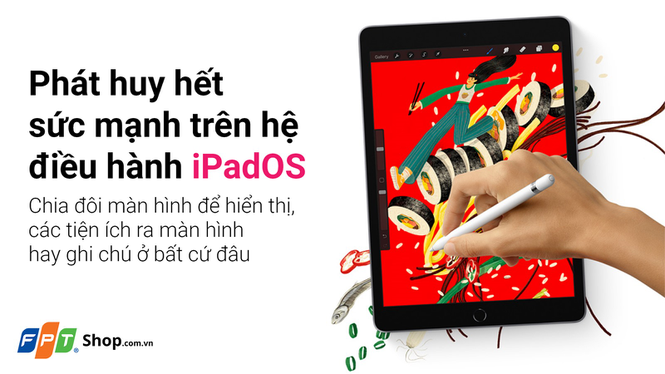 Phát huy hết
sức mạnh trên hệ
điều hành iPadOS
Chia đôi màn hình để hiển thị,
các tiện ích ra màn hình
hay ghi chú ở bất cứ đâu
FPT Shop.com.vn
Gallery